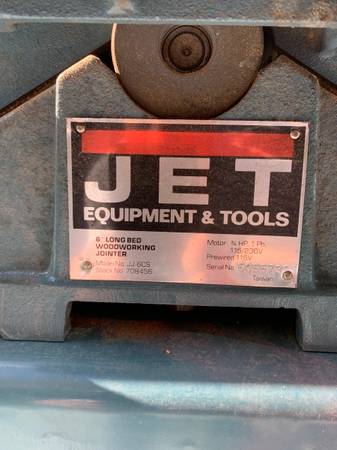 JET
EQUIPMENT & TOOLS
6" LONG BED
WOODWORKING
JOINTER
Model No. JJ-6CS
Stock No. 708456
Motor ¾ HP, 1 Ph.
115/230V
Prewired 115V
Serial No.
Taiwan